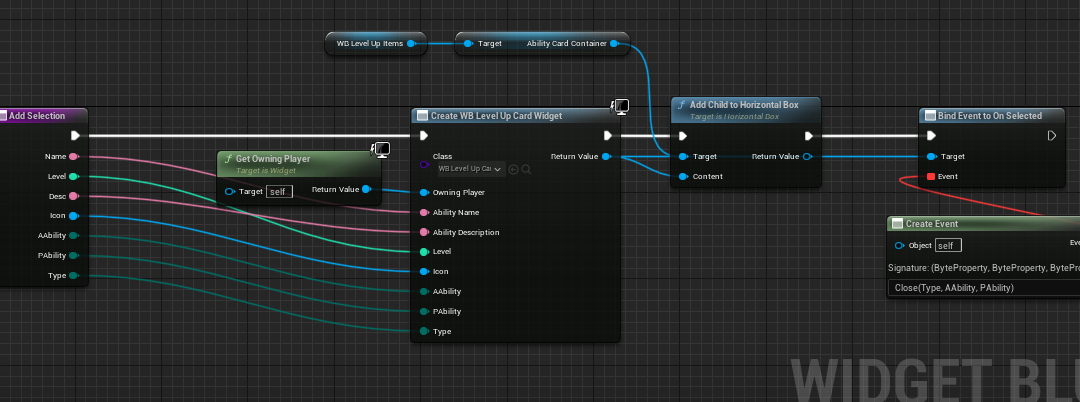 WB Level Up Items
Target Ability Card Container
Add Selection
Name
Level
Desc
Icon
AAbility
PAbility
Type
Get Owning Player
Target is Widget
Target self Return Value
Create WB Level Up Card Widget
Class Return Value
WB Level Up Car
Owning Player
Ability Name
Ability Description
Level
Icon
AAbility
PAbility
Type
Add Child to Horizontal Box
Target is Horizontal Box
Target Return Value
Content
Bind Event to On Selected
Target
Event
Create Event
Object self Eve
Signature: (ByteProperty, ByteProperty, BytePro
Close(Type, AAbility, PAbility)
WIDGET BLU